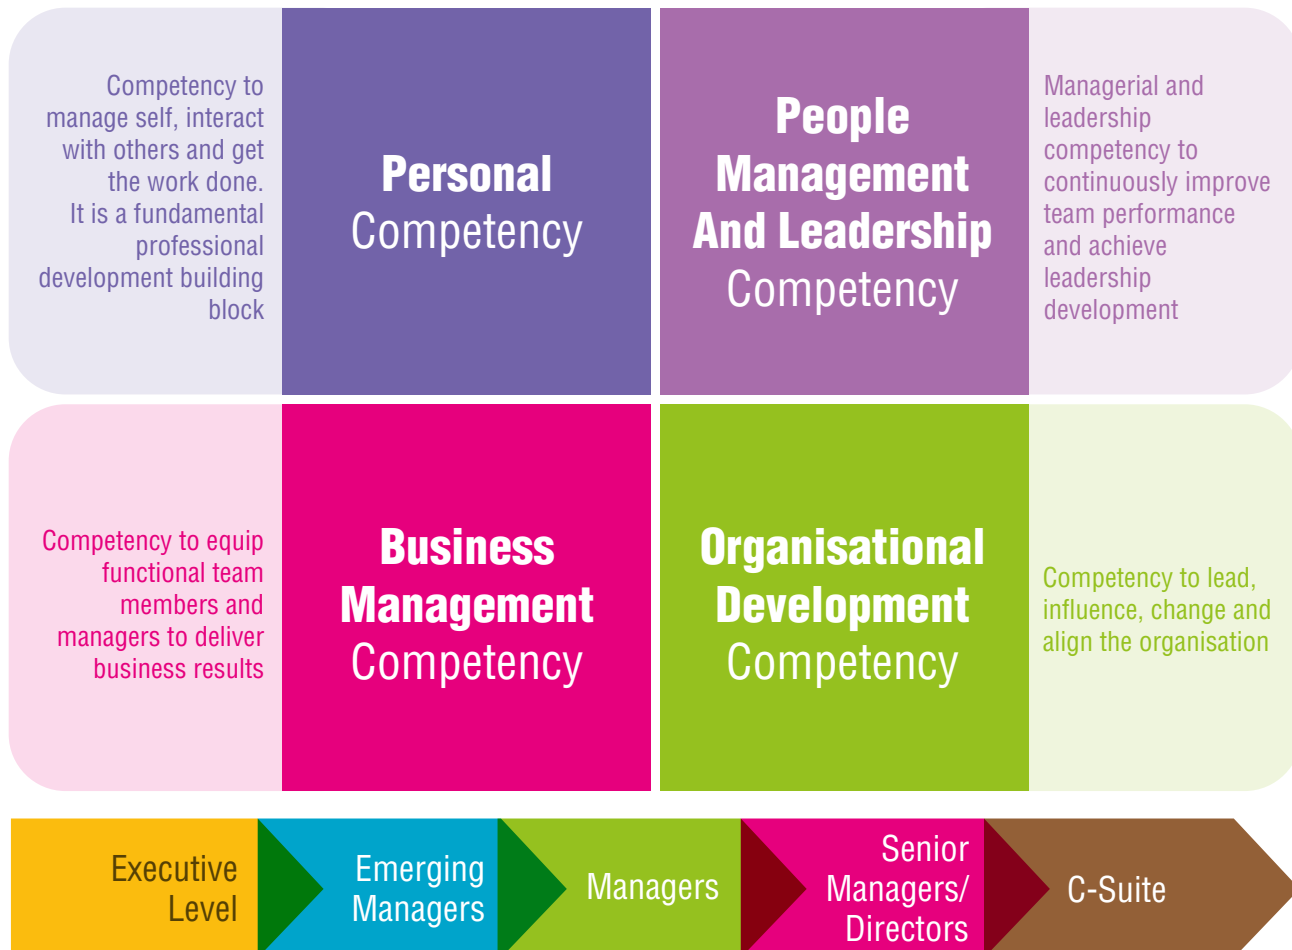 Competency to
manage self, interact
with others and get
the work done.
It is a fundamental
professional
development building
block
Personal
Competency
People
Management
And Leadership
Competency
Managerial and
leadership
competency to
continuously improve
team performance
and achieve
leadership
development
Competency to equip
functional team
members and
managers to deliver
business results
Business
Management
Competency
Organisational
Development
Competency
Competency to lead,
influence, change and
align the organisation
Executive
Level
Emerging
Managers
Managers
Senior
Managers/
Directors
C-Suite